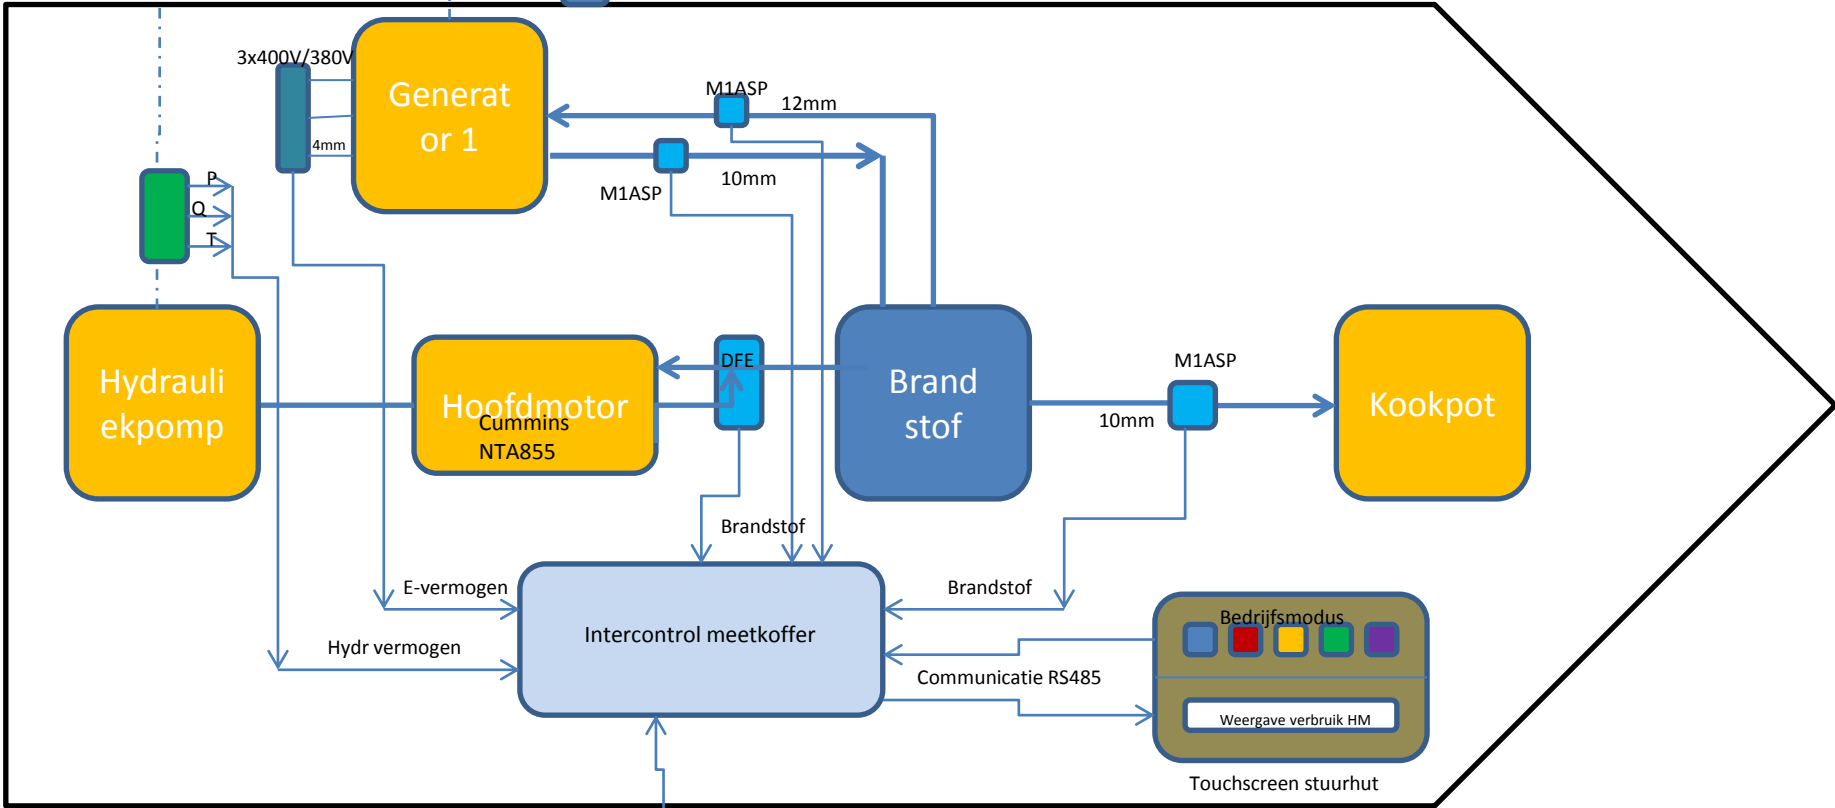 3x400V/380V
Generat
or 1
4mm
M1ASP
12mm
M1ASP
10mm
P
Q
T
Hydrauli
ekpomp
Hoofdmotor
Cummins
NTA855
DFE
Brand
stof
M1ASP
10mm
Kookpot
Brandstof
E-vermogen
Hydr vermogen
Intercontrol meetkoffer
Brandstof
Communicatie RS485
Bedrijfsmodus
Weergave verbruik HM
Touchscreen stuurhut